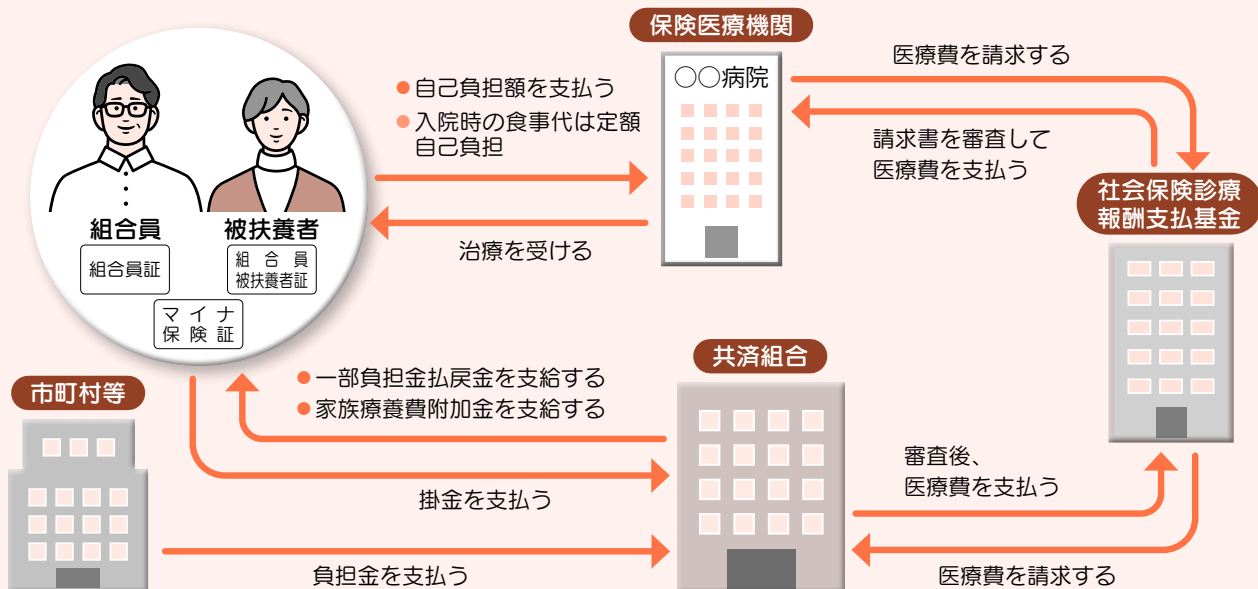 保険医療機関
〇〇病院
医療費を請求する
● 自己負担額を支払う
● 入院時の食事代は定額
自己負担
請求書を審査して
医療費を支払う
社会保険診療
報酬支払基金
組合員
被扶養者
組合員証
組合員
被扶養者証
マイナ
保険証
治療を受ける
共済組合
市町村等
● 一部負担金払戻金を支給する
● 家族療養費附加金を支給する
掛金を支払う
審査後、
医療費を支払う
負担金を支払う
医療費を請求する